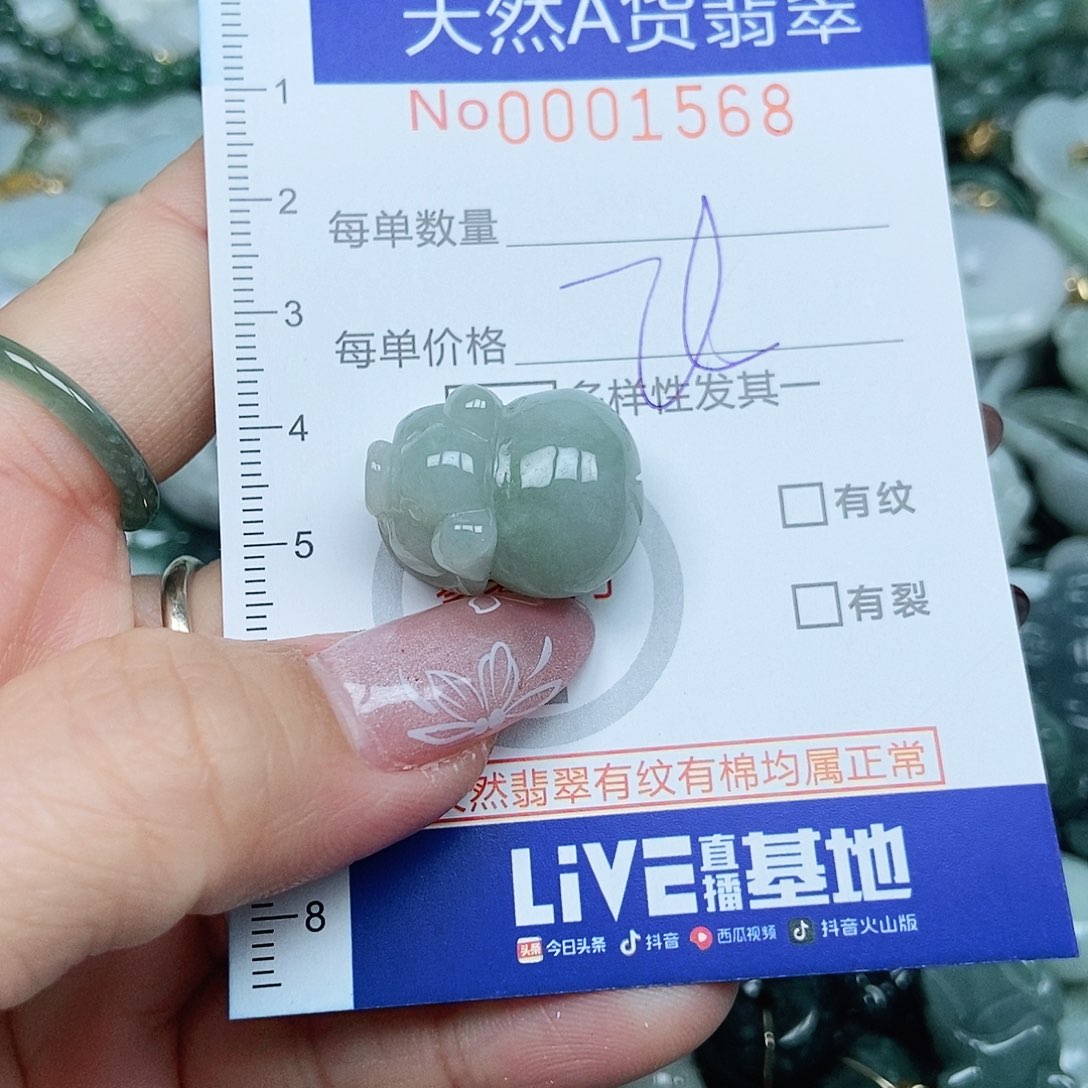 天然A货翡翠
No0001568
1
2
每单数量
3
每单价格
多样性发其一
4
有纹
5
有裂
然翡翠有纹有棉均属正常
LiVE直播基地
8
头条 今日头条 抖音 西瓜视频 抖音火山版